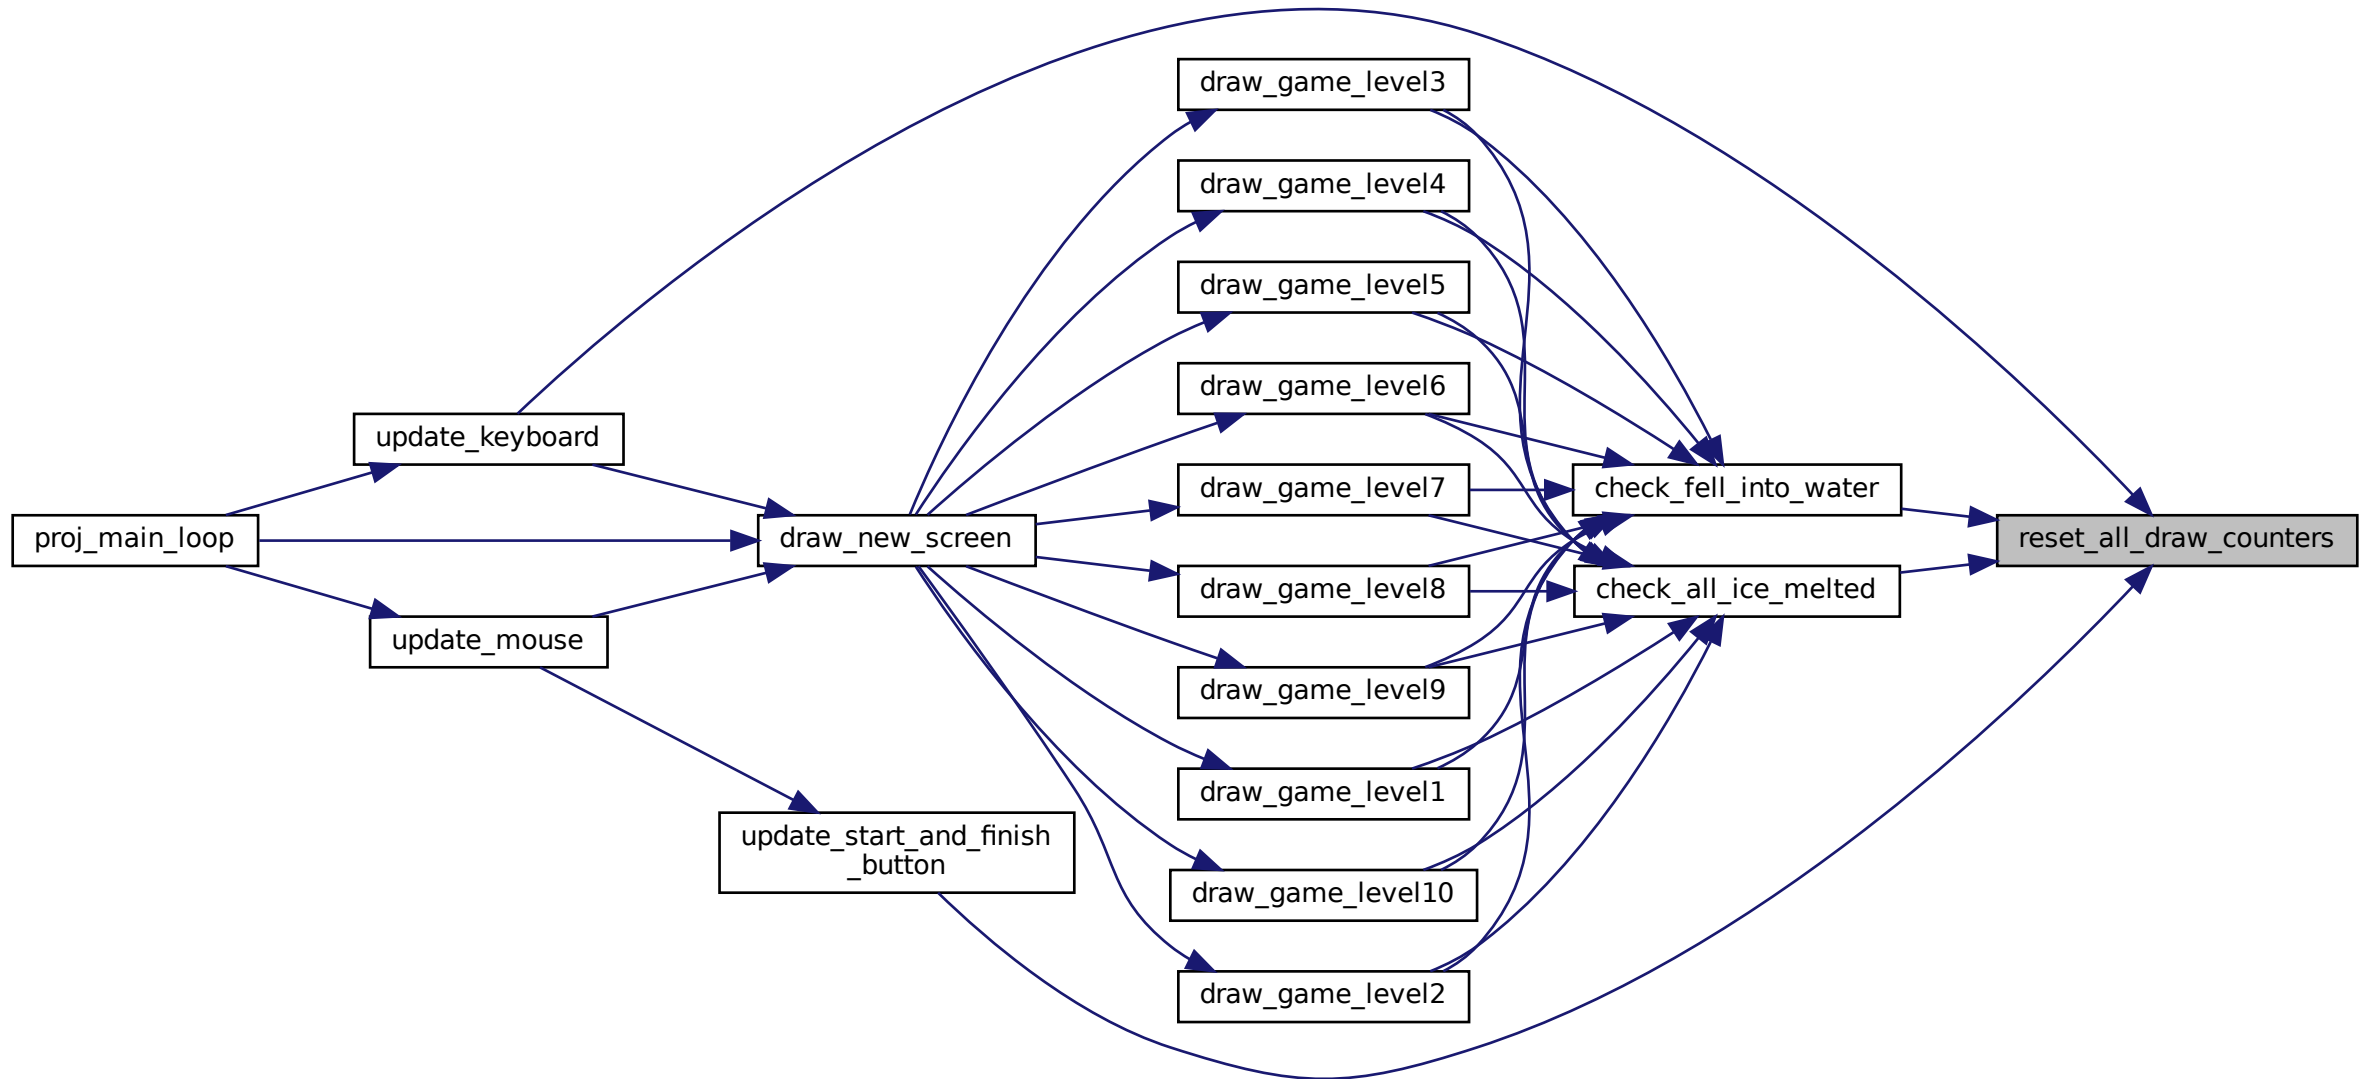 draw_game_level3
draw_game_level4
draw_game_level5
draw_game_level6
update_keyboard
draw_game_level7
check_fell_into_water
proj_main_loop
draw_new_screen
reset_all_draw_counters
draw_game_level8
check_all_ice_melted
update_mouse
draw_game_level9
draw_game_level1
update_start_and_finish
_button
draw_game_level10
draw_game_level2